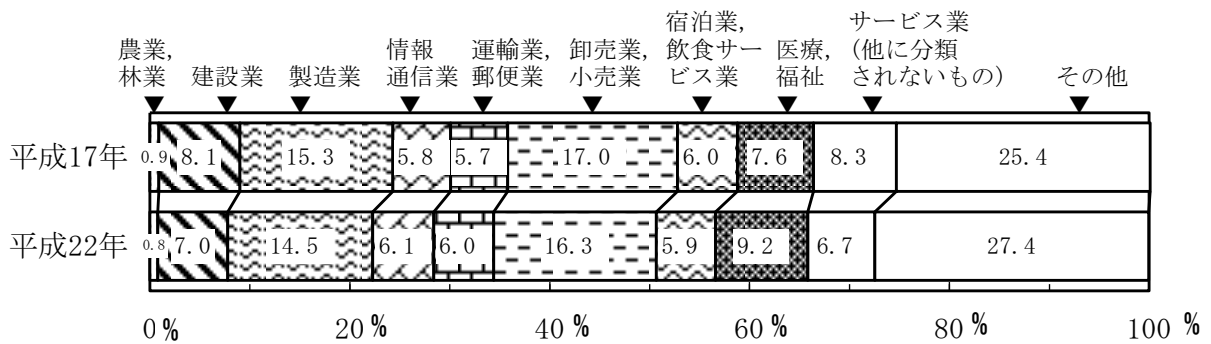 農業,
林業
建設業
製造業
情報
通信業
運輸業,
郵便業
卸売業,
小売業
宿泊業,
飲食サー
ビス業
医療,
福祉
サービス業
(他に分類
されないもの)
その他
平成17年 0.9 8.1 15.3 5.8 5.7 17.0 6.0 7.6 8.3 25.4
平成22年 0.8 7.0 14.5 6.1 6.0 16.3 5.9 9.2 6.7 27.4
0% 20% 40% 60% 80% 100%